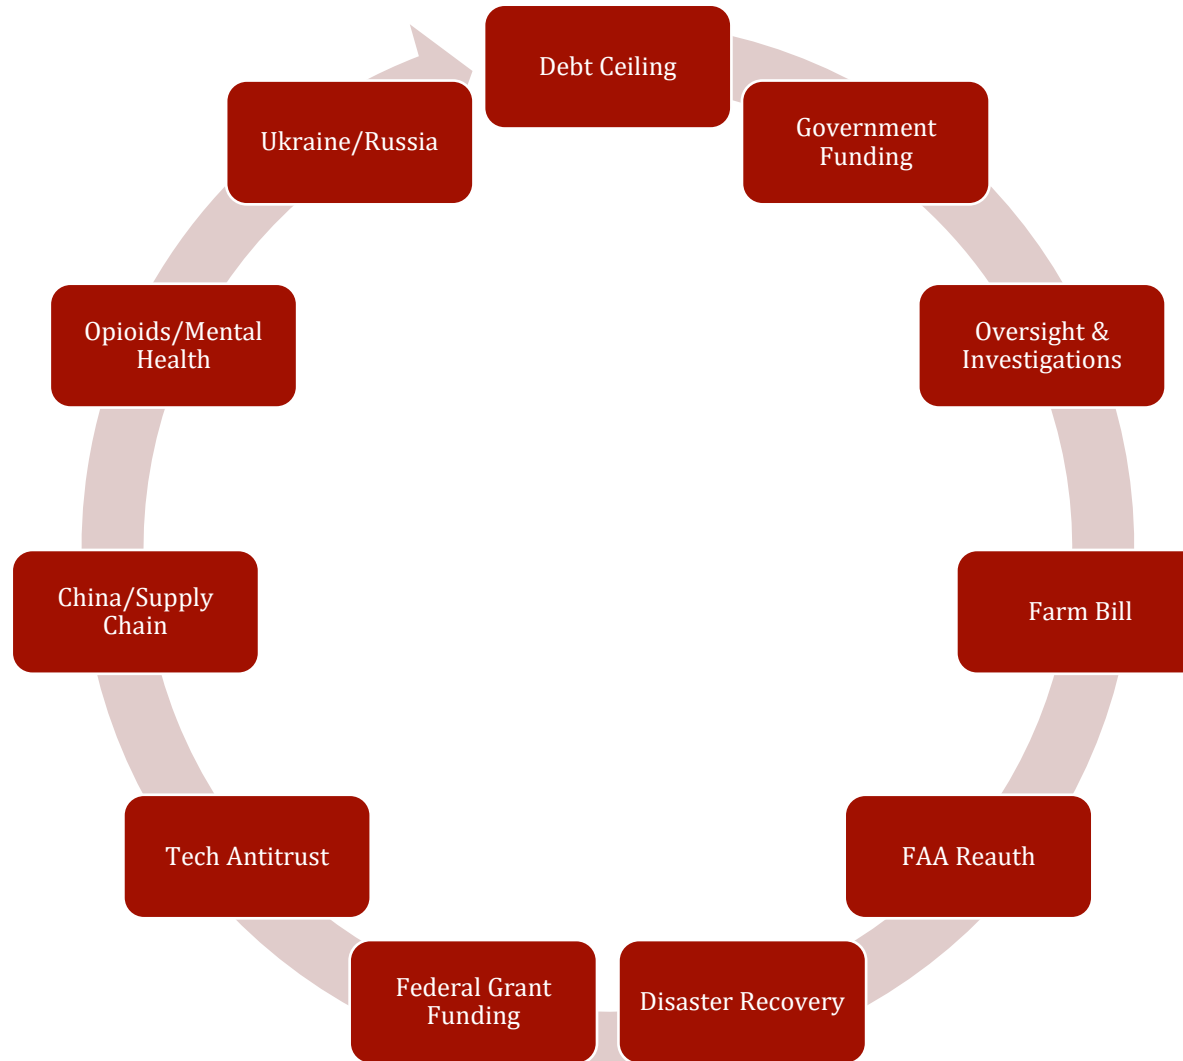 Debt Ceiling
Government
Funding
Oversight &
Investigations
Farm Bill
FAA Reauth
Disaster Recovery
Federal Grant
Funding
Tech Antitrust
China/Supply
Chain
Opioids/Mental
Health
Ukraine/Russia